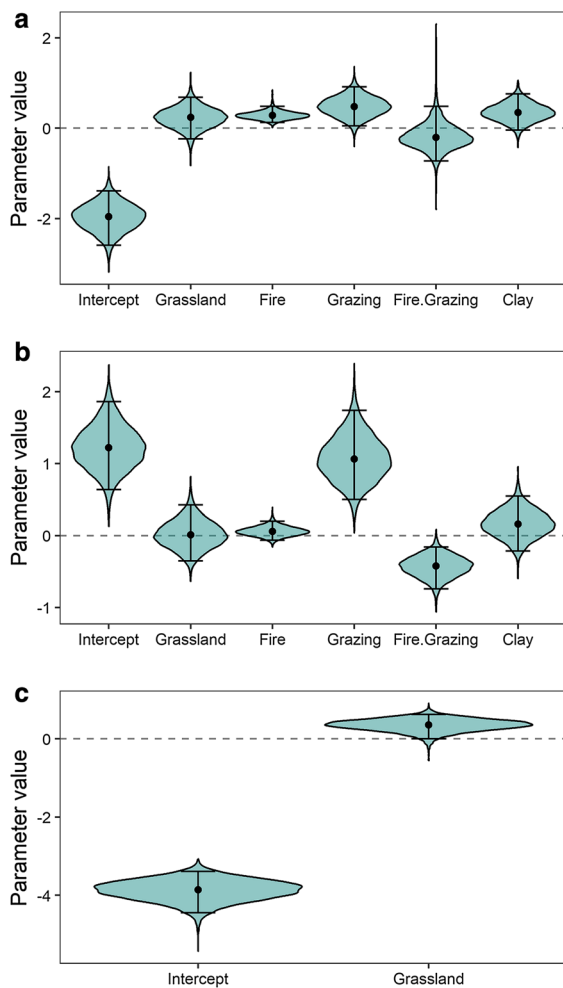 a
Parameter value
2
0
-2
Intercept Grassland Fire Grazing Fire.Grazing Clay
b
Parameter value
2
1
0
-1
Intercept Grassland Fire Grazing Fire.Grazing Clay
c
Parameter value
0
-2
-4
Intercept Grassland